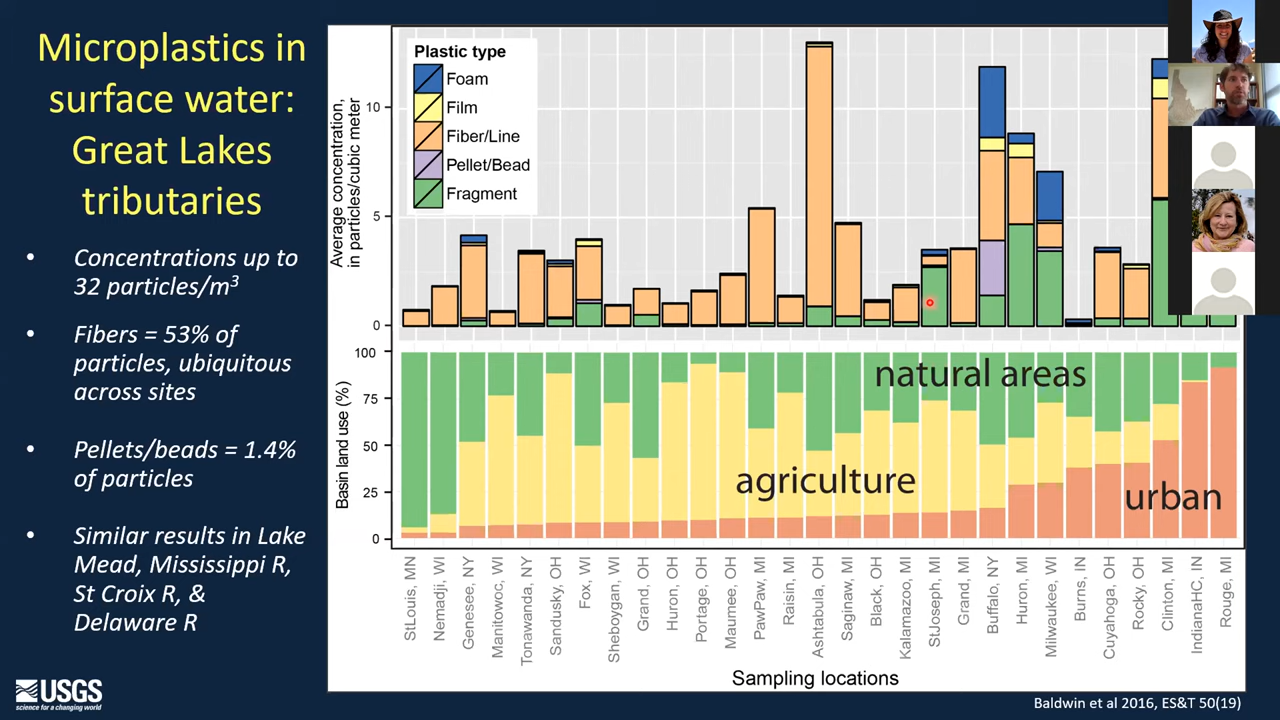 Microplastics in
surface water:
Great Lakes
tributaries
• Concentrations up to
32 particles/m³
• Fibers = 53% of
particles, ubiquitous
across sites
• Pellets/beads = 1.4%
of particles
• Similar results in Lake
Mead, Mississippi R,
St Croix R, &
Delaware R
USGS
science for a changing world
Plastic type
Foam
Film
Fiber/Line
Pellet/Bead
Fragment
Average concentration,
in particles/cubic meter
10
5
0
Basin land use (%)
100
75
50
25
0
natural areas
agriculture
urban
StLouis, MN
Nemadji, WI
Genesee, NY
Manitowoc, WI
Tonawanda, NY
Sandusky, OH
Fox, WI
Sheboygan, WI
Grand, OH
Huron, OH
Portage, OH
Maumee, OH
PawPaw, MI
Raisin, MI
Ashtabula, OH
Saginaw, MI
Black, OH
Kalamazoo, MI
StJoseph, MI
Grand, MI
Buffalo, NY
Huron, MI
Milwaukee, WI
Burns, IN
Cuyahoga, OH
Rocky, OH
Clinton, MI
IndianaHC, IN
Rouge, MI
Sampling locations
Baldwin et al 2016, ES&T 50(19)